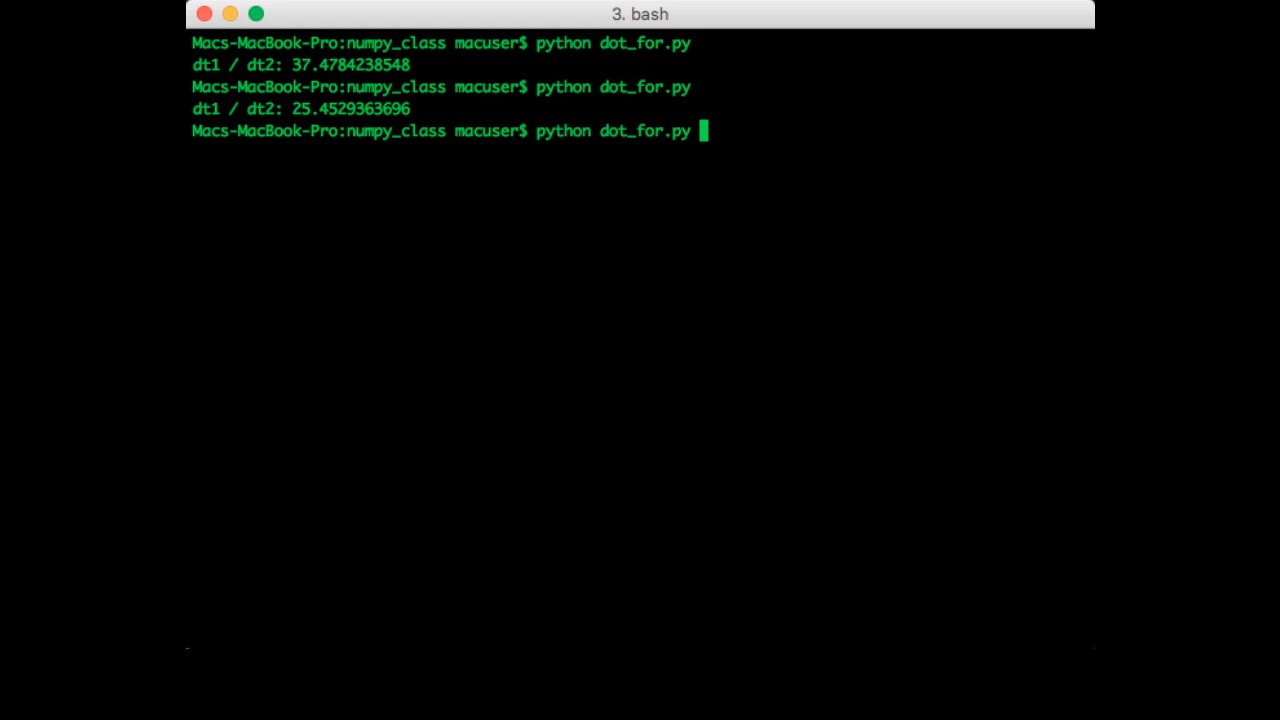 3. bash
Macs-MacBook-Pro:numpy_class macuser$ python dot_for.py
dt1 / dt2: 37.4784238548
Macs-MacBook-Pro:numpy_class macuser$ python dot_for.py
dt1 / dt2: 25.4529363696
Macs-MacBook-Pro:numpy_class macuser$ python dot_for.py